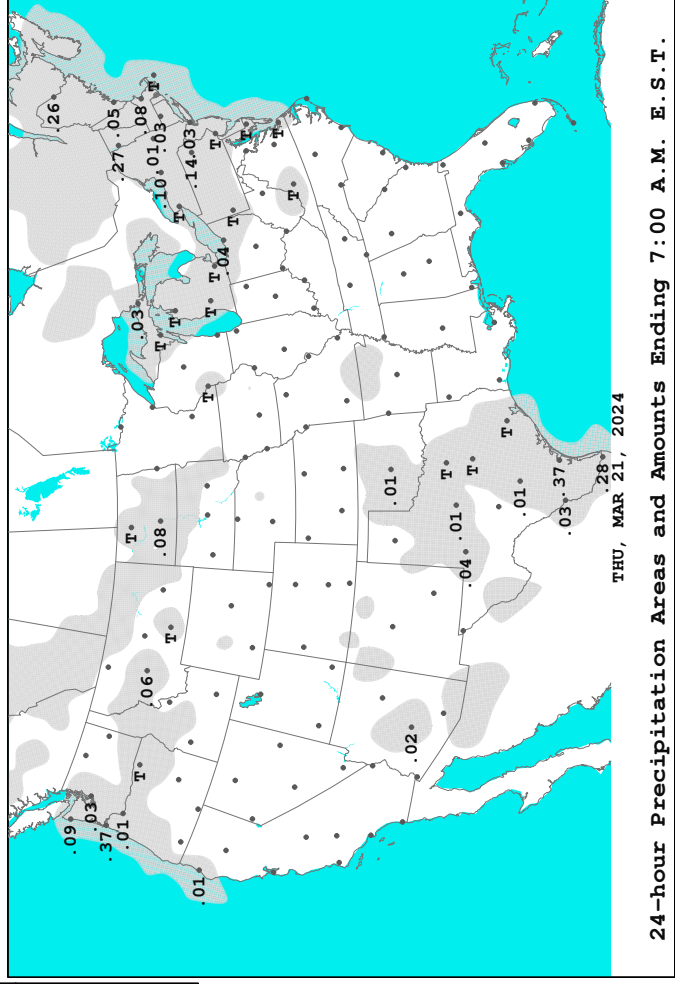 .26
.09
.03
.37
.05
.27
.01
T
.03
T
.08
.06
.01
T
.08
T
.10
.03
T
T
T
.03
.14
.01
T
T
T
T
.04
T
T
T
T
.01
.02
T
.01
.04
T
T
.01
.37
.03
.28
THU, MAR 21, 2024
24-hour Precipitation Areas and Amounts Ending 7:00 A.M. E.S.T.